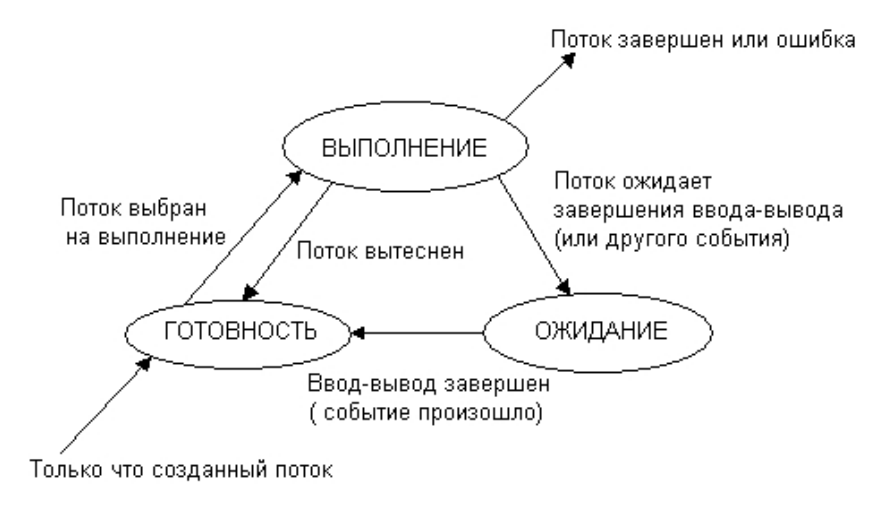 Поток завершен или ошибка
ВЫПОЛНЕНИЕ
Поток выбран
на выполнение
Поток ожидает
завершения ввода-вывода
(или другого события)
Поток вытеснен
ГОТОВНОСТЬ
ОЖИДАНИЕ
Ввод-вывод завершен
( событие произошло)
Только что созданный поток